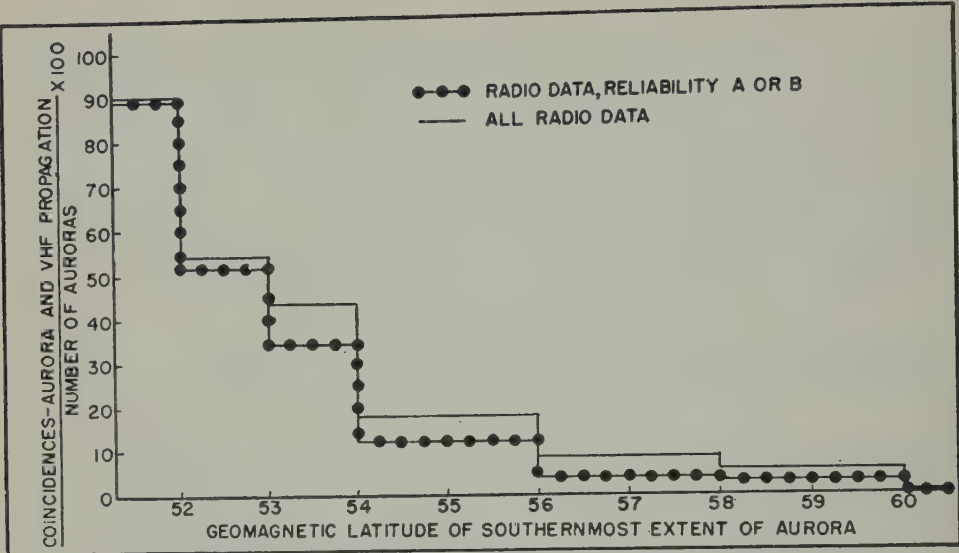 COINCIDENCES-AURORA AND VHF PROPAGATION
NUMBER OF AURORAS
X 100
100
90
80
70
60
50
40
30
20
10
0
RADIO DATA, RELIABILITY A OR B
ALL RADIO DATA
52 53 54 55 56 57 58 59 60
GEOMAGNETIC LATITUDE OF SOUTHERNMOST EXTENT OF AURORA